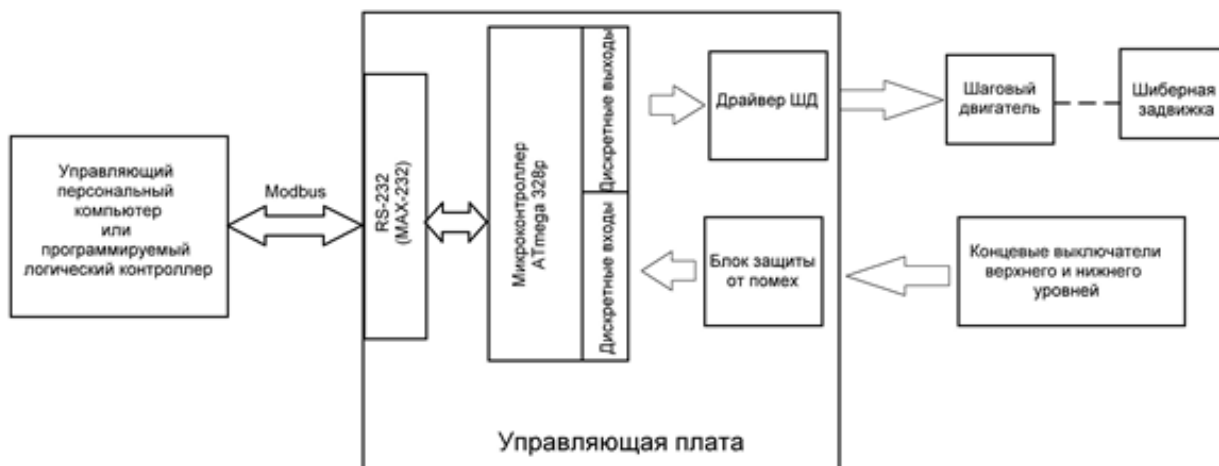 Управляющий
персональный
компьютер
или
программируемый
логический контроллер
Modbus
RS-232
(MAX-232)
Микроконтроллер
ATmega 328p
Дискретные выходы
Дискретные входы
Драйвер ШД
Блок защиты
от помех
Шаговый
двигатель
Шиберная
задвижка
Концевые выключатели
верхнего и нижнего
уровней
Управляющая плата